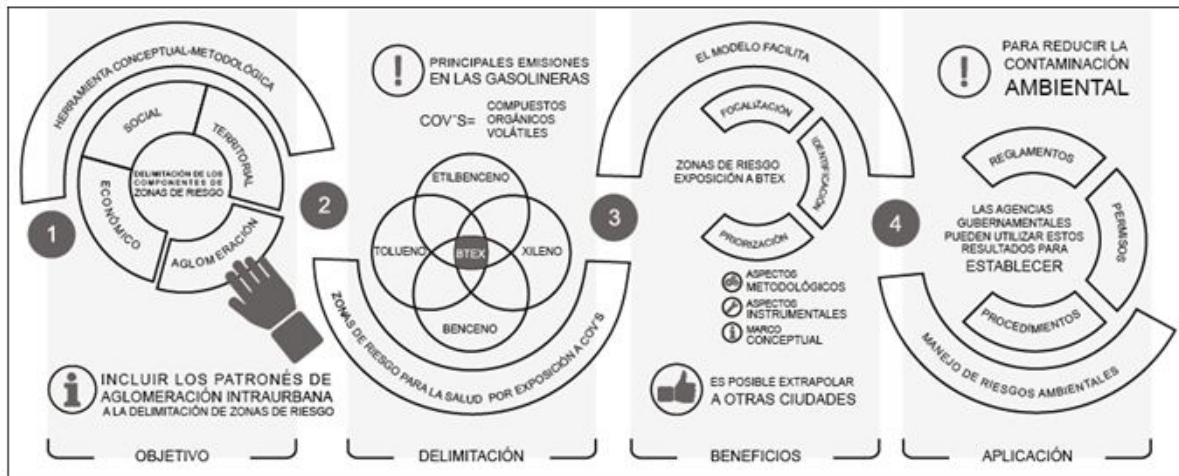 HERRAMIENTA CONCEPTUAL-METODOLÓGICA
SOCIAL
TERRITORIAL
ECONÓMICO
AGLOMERACIÓN
DELIMITACIÓN DE LOS
COMPONENTES DE
ZONAS DE RIESGO
1
INCLUIR LOS PATRONÉS DE
AGLOMERACIÓN INTRAURBANA
A LA DELIMITACIÓN DE ZONAS DE RIESGO
OBJETIVO
2
PRINCIPALES EMISIONES
EN LAS GASOLINERAS
COV¨S=
COMPUESTOS
ORGÁNICOS
VOLÁTILES
ETILBENCENO
TOLUENO
BTEX
XILENO
BENCENO
ZONAS DE RIESGO PARA LA SALUD POR EXPOSICIÓN A COV'S
DELIMITACIÓN
3
EL MODELO FACILITA
FOCALIZACIÓN
IDENTIFICACIÓN
PRIORIZACIÓN
ZONAS DE RIESGO
EXPOSICIÓN A BTEX
ASPECTOS
METODOLÓGICOS
ASPECTOS
INSTRUMENTALES
MARCO
CONCEPTUAL
ES POSIBLE EXTRAPOLAR
A OTRAS CIUDADES
BENEFICIOS
4
PARA REDUCIR LA
CONTAMINACIÓN
AMBIENTAL
REGLAMENTOS
PERMISOS
PROCEDIMIENTOS
LAS AGENCIAS
GUBERNAMENTALES
PUEDEN UTILIZAR ESTOS
RESULTADOS PARA
ESTABLECER
MANEJO DE RIESGOS AMBIENTALES
APLICACIÓN